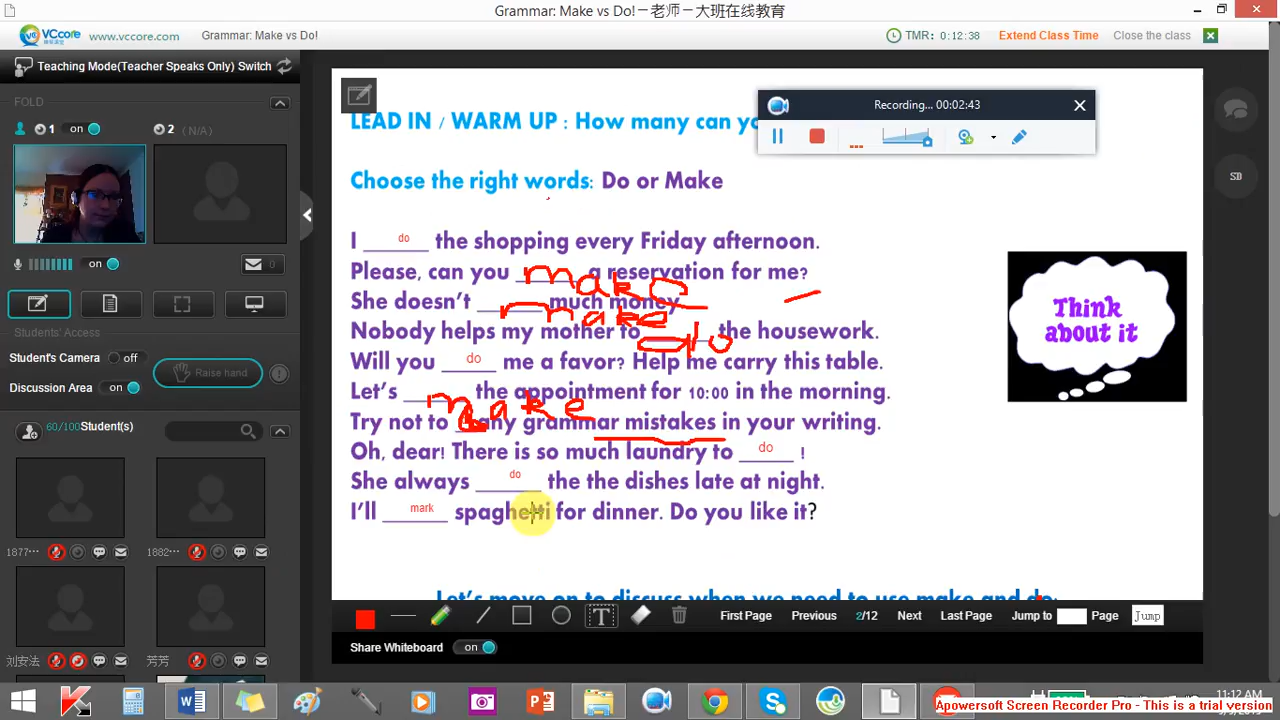 Grammar: Make vs Do!－老师－大班在线教育
VCcore www.vccore.com Grammar: Make vs Do!
TMR: 0:12:38 Extend Class Time Close the class
Teaching Mode(Teacher Speaks Only) Switch
FOLD
1 on 2 (N/A)
on 0
Students' Access
Student's Camera off
Discussion Area on
Raise hand
60/100 Student(s)
1877··· 1882···
刘安法 芳芳
Recording... 00:02:43
LEAD IN / WARM UP : How many can yo
Choose the right words: Do or Make
I do the shopping every Friday afternoon.
Please, can you make a reservation for me?
She doesn't make much money
Nobody helps my mother to do the housework.
Will you do me a favor? Help me carry this table.
Let's make the appointment for 10:00 in the morning.
Try not to any grammar mistakes in your writing.
Oh, dear! There is so much laundry to do !
She always do the the dishes late at night.
I'll mark spaghetti for dinner. Do you like it?
Think
about it
SD
Let's move on to discuss when we need to use make and do:
T First Page Previous 2/12 Next Last Page Jump to Page Jump
Share Whiteboard on
11:12 AM
Apowersoft Screen Recorder Pro - This is a trial version